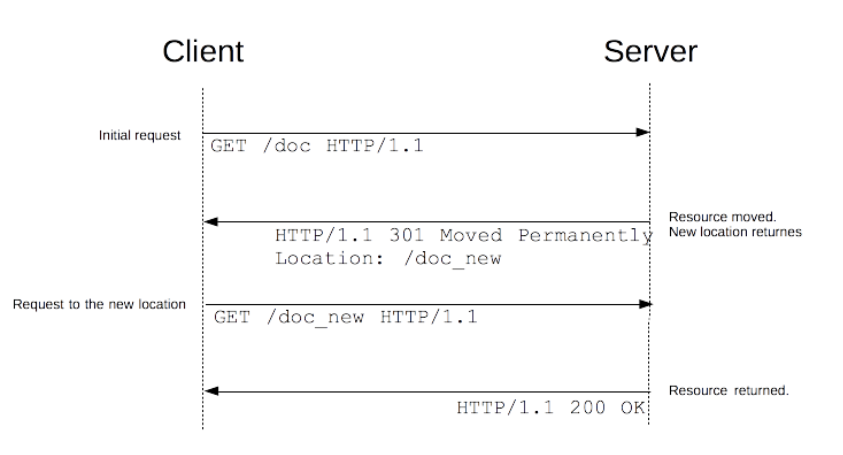 Client
Server
Initial request
GET /doc HTTP/1.1
Resource moved.
New location returnes
HTTP/1.1 301 Moved Permanently
Location: /doc_new
Request to the new location
GET /doc_new HTTP/1.1
Resource returned.
HTTP/1.1 200 OK